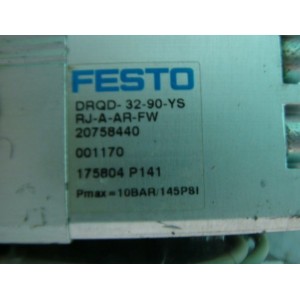 FESTO
DRQD- 32-90-YS
RJ-A-AR-FW
20758440
001170
175804 P141
Pmax=10BAR/145PSI